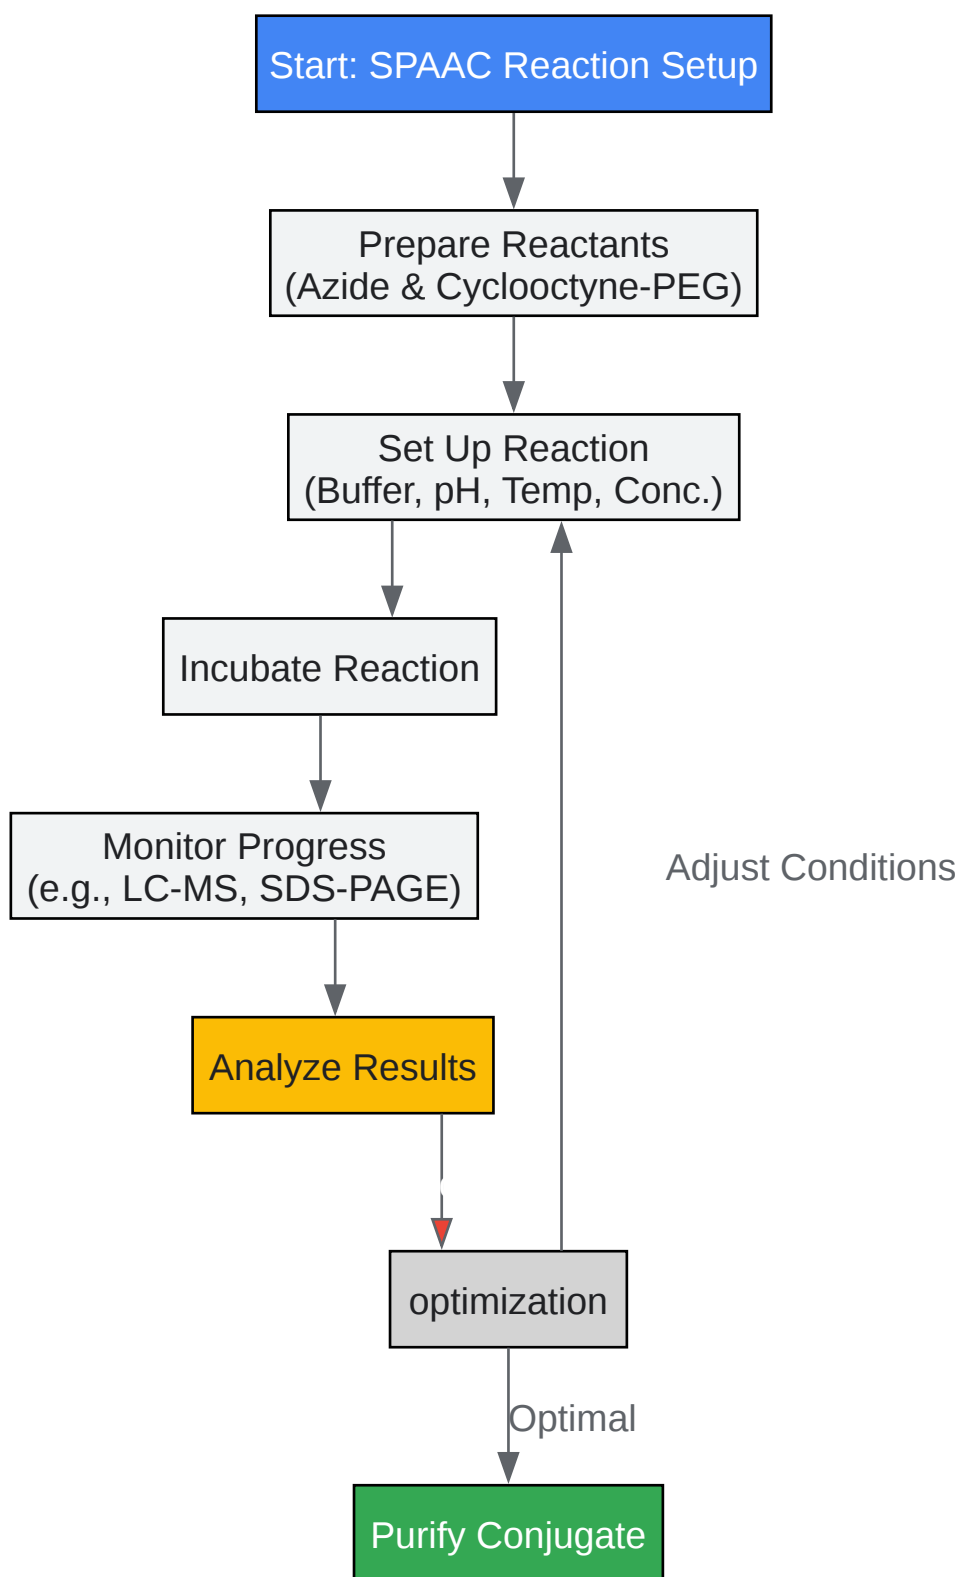 Start: SPAAC Reaction Setup
Prepare Reactants
(Azide & Cyclooctyne-PEG)
Set Up Reaction
(Buffer, pH, Temp, Conc.)
Incubate Reaction
Monitor Progress
(e.g., LC-MS, SDS-PAGE)
Adjust Conditions
Analyze Results
optimization
Optimal
Purify Conjugate